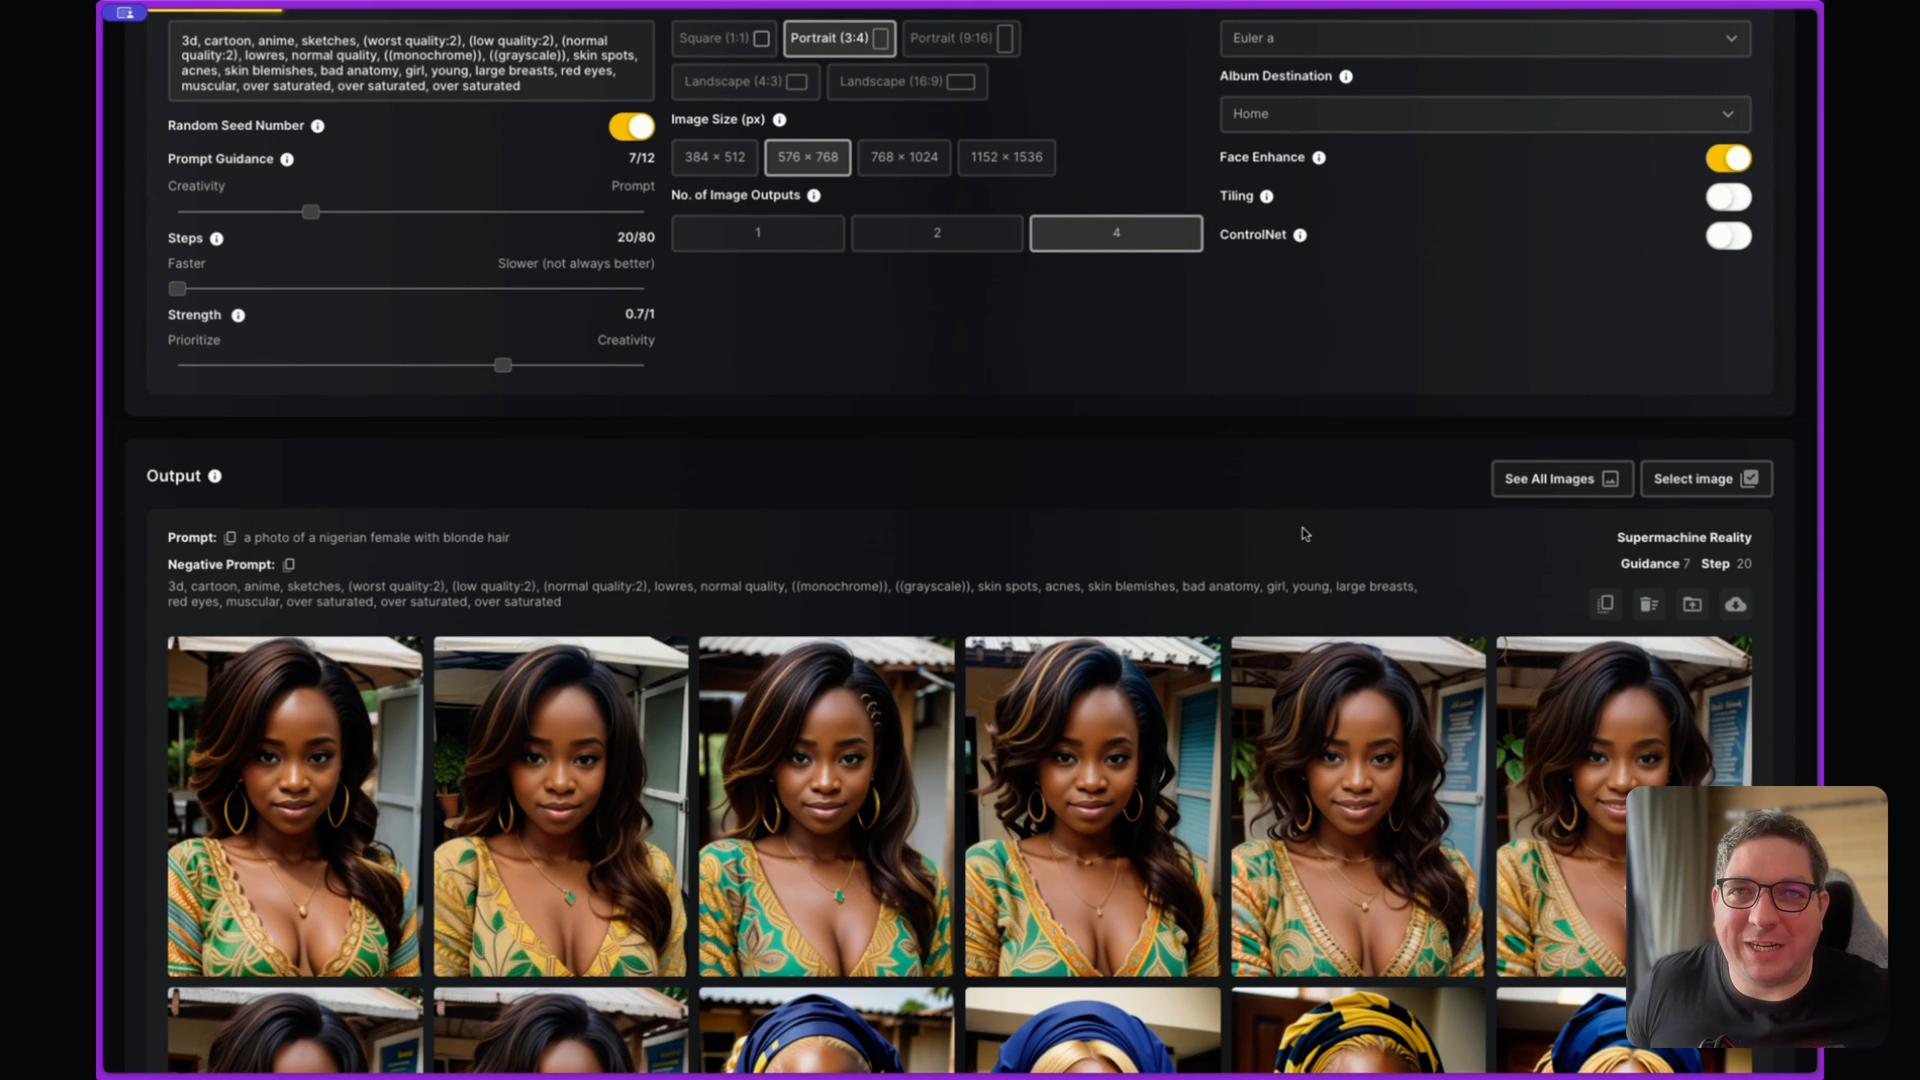 3d, cartoon, anime, sketches, (worst quality:2), (low quality:2), (normal
quality:2), lowres, normal quality, ((monochrome)), ((grayscale)), skin spots,
acnes, skin blemishes, bad anatomy, girl, young, large breasts, red eyes,
muscular, over saturated, over saturated, over saturated
Random Seed Number
Prompt Guidance 7/12
Creativity Prompt
Steps 20/80
Faster Slower (not always better)
Strength 0.7/1
Prioritize Creativity
Square (1:1) Portrait (3:4) Portrait (9:16)
Landscape (4:3) Landscape (16:9)
Image Size (px)
384 × 512 576 × 768 768 × 1024 1152 × 1536
No. of Image Outputs
1 2 4
Euler a
Album Destination
Home
Face Enhance
Tiling
ControlNet
Output
See All Images Select image
Prompt: a photo of a nigerian female with blonde hair
Negative Prompt:
3d, cartoon, anime, sketches, (worst quality:2), (low quality:2), (normal quality:2), lowres, normal quality, ((monochrome)), ((grayscale)), skin spots, acnes, skin blemishes, bad anatomy, girl, young, large breasts,
red eyes, muscular, over saturated, over saturated, over saturated
Supermachine Reality
Guidance 7 Step 20